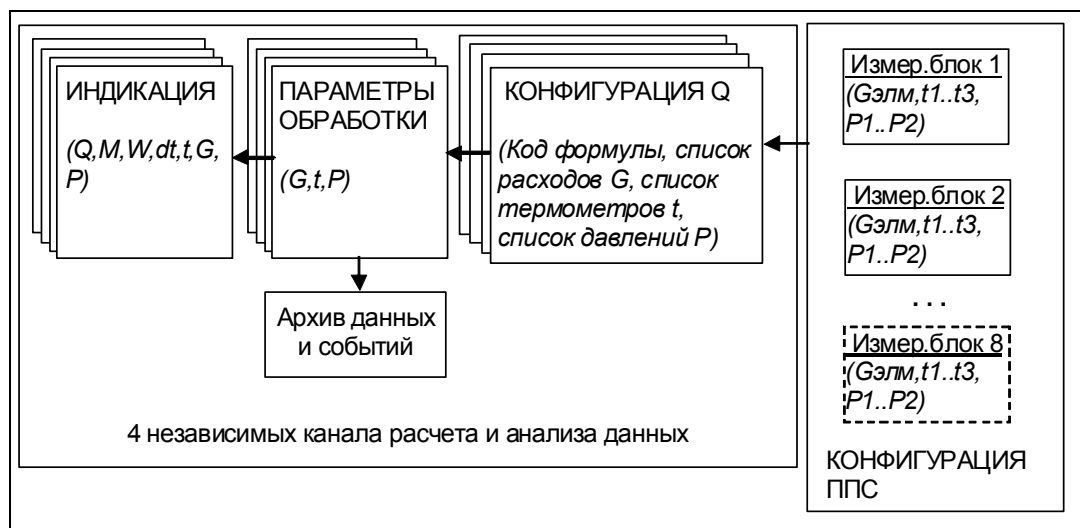 ИНДИКАЦИЯ
(Q,M,W,dt,t,G,
P)
ПАРАМЕТРЫ
ОБРАБОТКИ
(G,t,P)
КОНФИГУРАЦИЯ Q
(Код формулы, список
расходов G, список
термометров t,
список давлений P)
Архив данных
и событий
4 независимых канала расчета и анализа данных
Измер.блок 1
(Gэлм,t1..t3,
P1..P2)
Измер.блок 2
(Gэлм,t1..t3,
P1..P2)
. . .
Измер.блок 8
(Gэлм,t1..t3,
P1..P2)
КОНФИГУРАЦИЯ
ППС